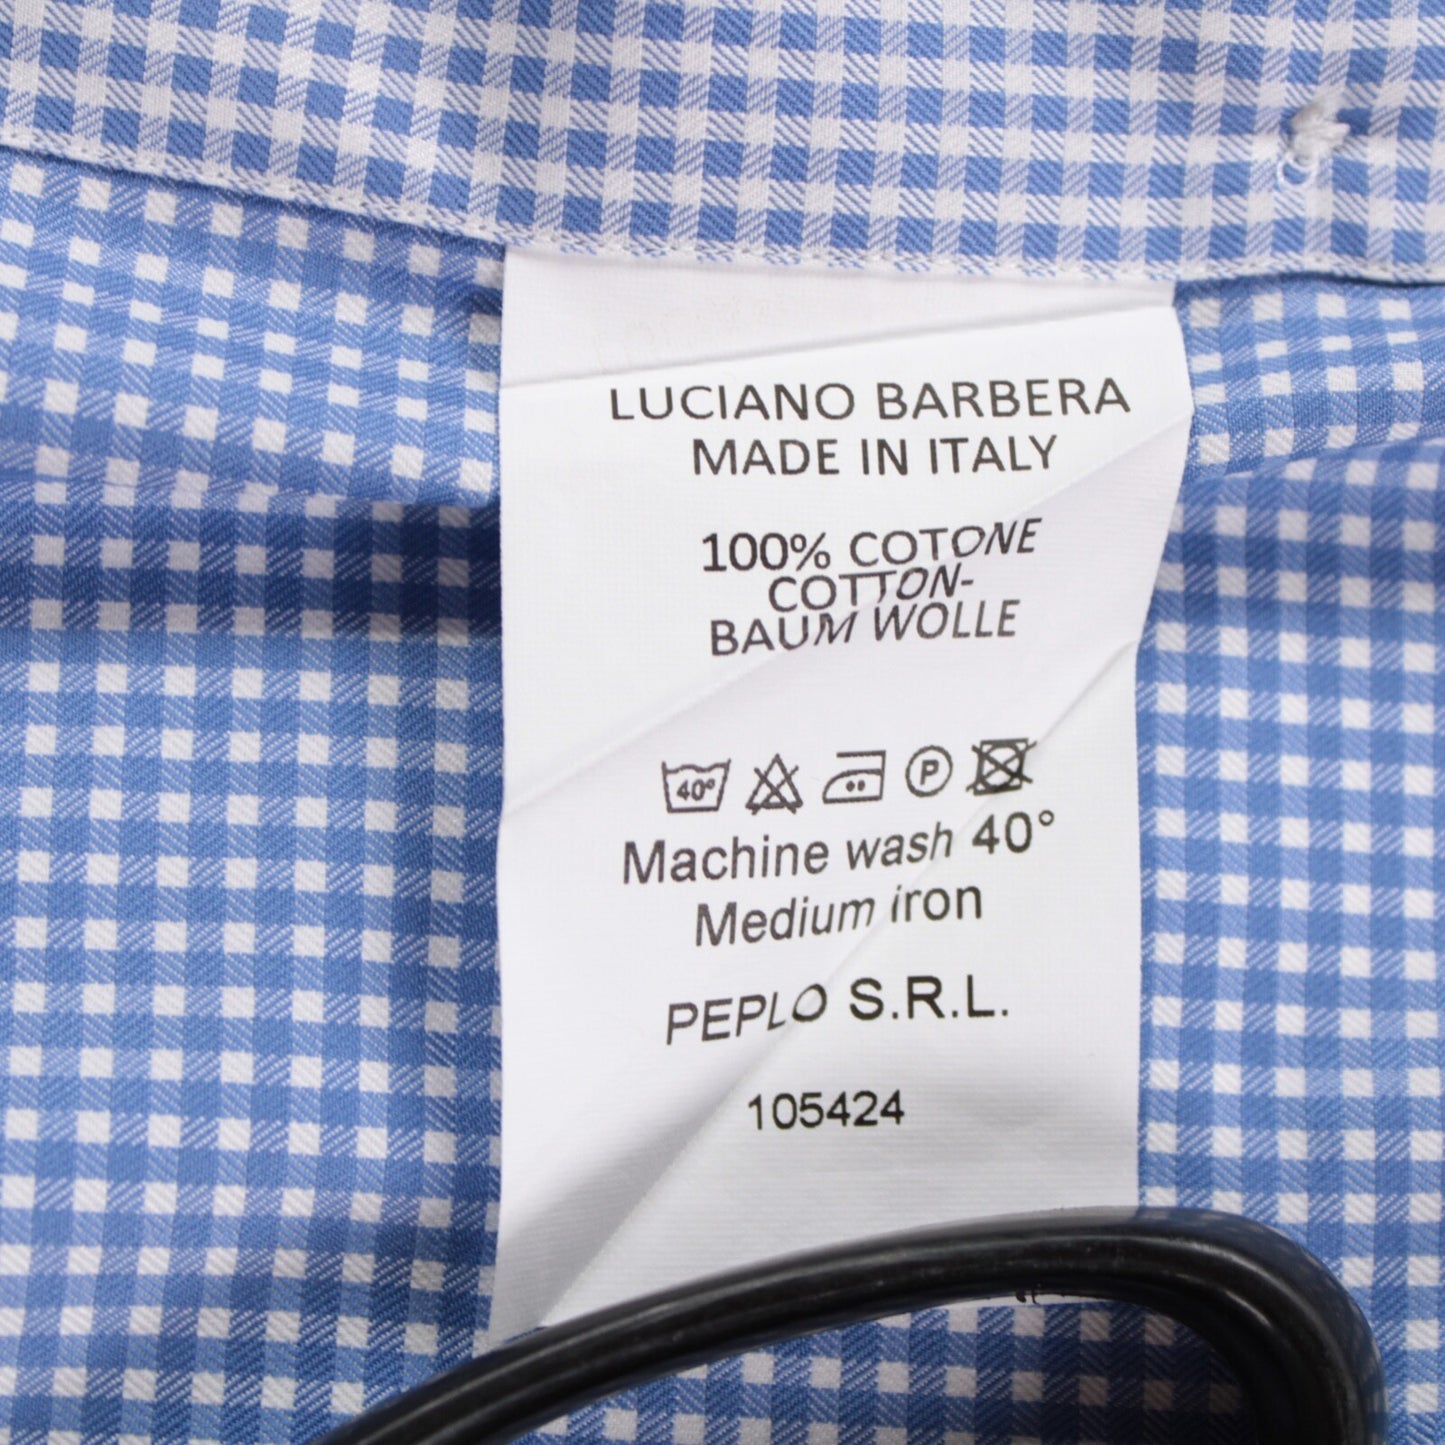 LUCIANO BARBERA
MADE IN ITALY
100% COTONE
COTTON-
BAUM WOLLE
40°
P
Machine wash 40°
Medium iron
PEPLO S.R.L.
105424